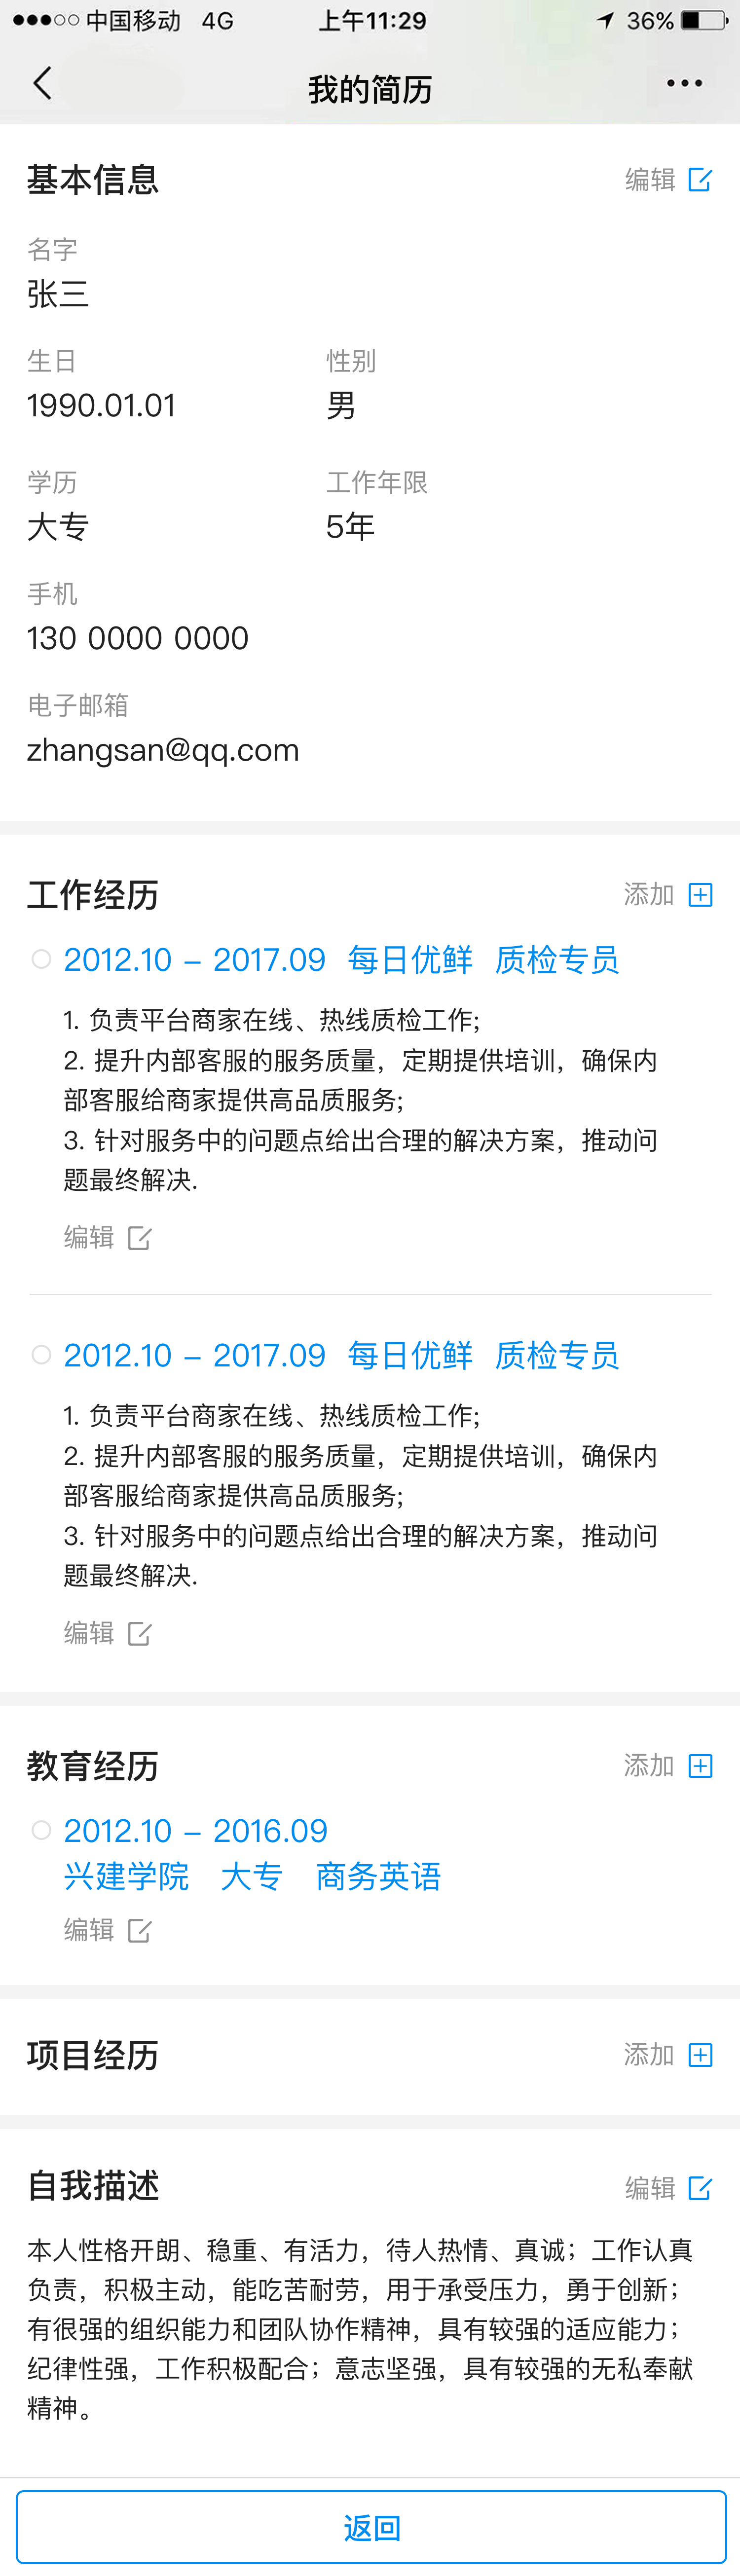 中国移动 4G 上午11:29 36%
我的简历
基本信息 编辑
名字
张三
生日 性别
1990.01.01 男
学历 工作年限
大专 5年
手机
130 0000 0000
电子邮箱
zhangsan@qq.com
工作经历 添加
2012.10 – 2017.09 每日优鲜 质检专员
1. 负责平台商家在线、热线质检工作;
2. 提升内部客服的服务质量，定期提供培训，确保内
部客服给商家提供高品质服务;
3. 针对服务中的问题点给出合理的解决方案，推动问
题最终解决.
编辑
2012.10 – 2017.09 每日优鲜 质检专员
1. 负责平台商家在线、热线质检工作;
2. 提升内部客服的服务质量，定期提供培训，确保内
部客服给商家提供高品质服务;
3. 针对服务中的问题点给出合理的解决方案，推动问
题最终解决.
编辑
教育经历 添加
2012.10 – 2016.09
兴建学院 大专 商务英语
编辑
项目经历 添加
自我描述 编辑
本人性格开朗、稳重、有活力，待人热情、真诚；工作认真
负责，积极主动，能吃苦耐劳，用于承受压力，勇于创新；
有很强的组织能力和团队协作精神，具有较强的适应能力；
纪律性强，工作积极配合；意志坚强，具有较强的无私奉献
精神。
返回